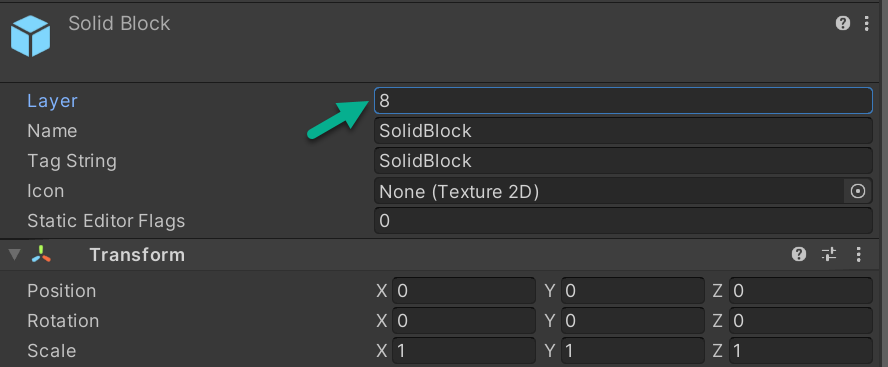 Solid Block
Layer 8
Name SolidBlock
Tag String SolidBlock
Icon None (Texture 2D)
Static Editor Flags 0
Transform
Position X 0 Y 0 Z 0
Rotation X 0 Y 0 Z 0
Scale X 1 Y 1 Z 1